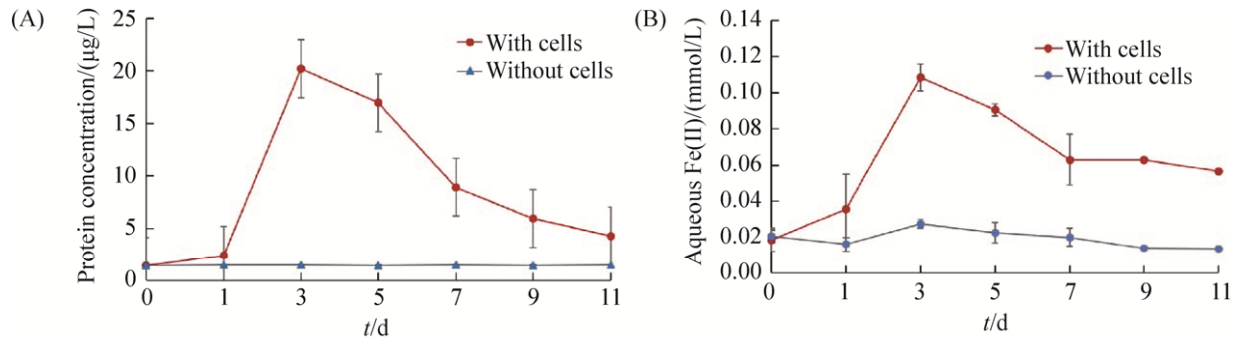 (A)
Protein concentration/(μg/L)
25
20
15
10
5
0
With cells
Without cells
0 1 3 5 7 9 11
t/d
(B)
Aqueous Fe(II)/(mmol/L)
0.14
0.12
0.10
0.08
0.06
0.04
0.02
0.00
With cells
Without cells
0 1 3 5 7 9 11
t/d